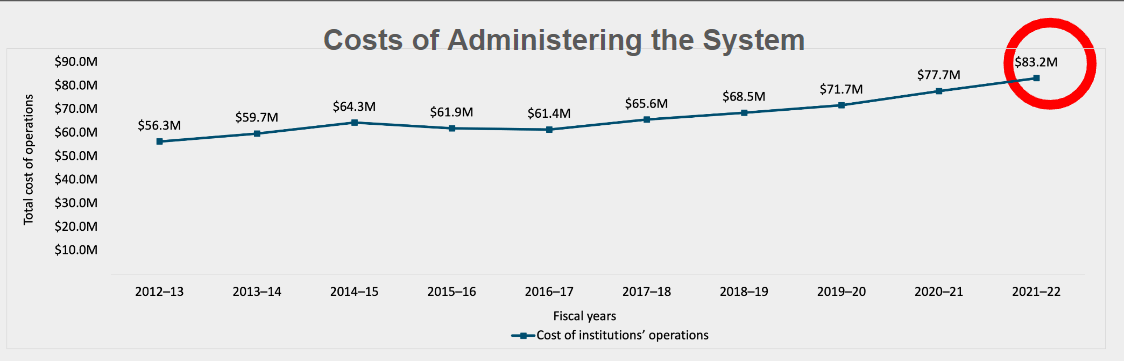 Costs of Administering the System
Total cost of operations
$90.0M
$80.0M
$70.0M
$60.0M
$50.0M
$40.0M
$30.0M
$20.0M
$10.0M
$56.3M
$59.7M
$64.3M
$61.9M
$61.4M
$65.6M
$68.5M
$71.7M
$77.7M
$83.2M
2012–13 2013–14 2014–15 2015–16 2016–17 2017–18 2018–19 2019–20 2020–21 2021–22
Fiscal years
Cost of institutions’ operations